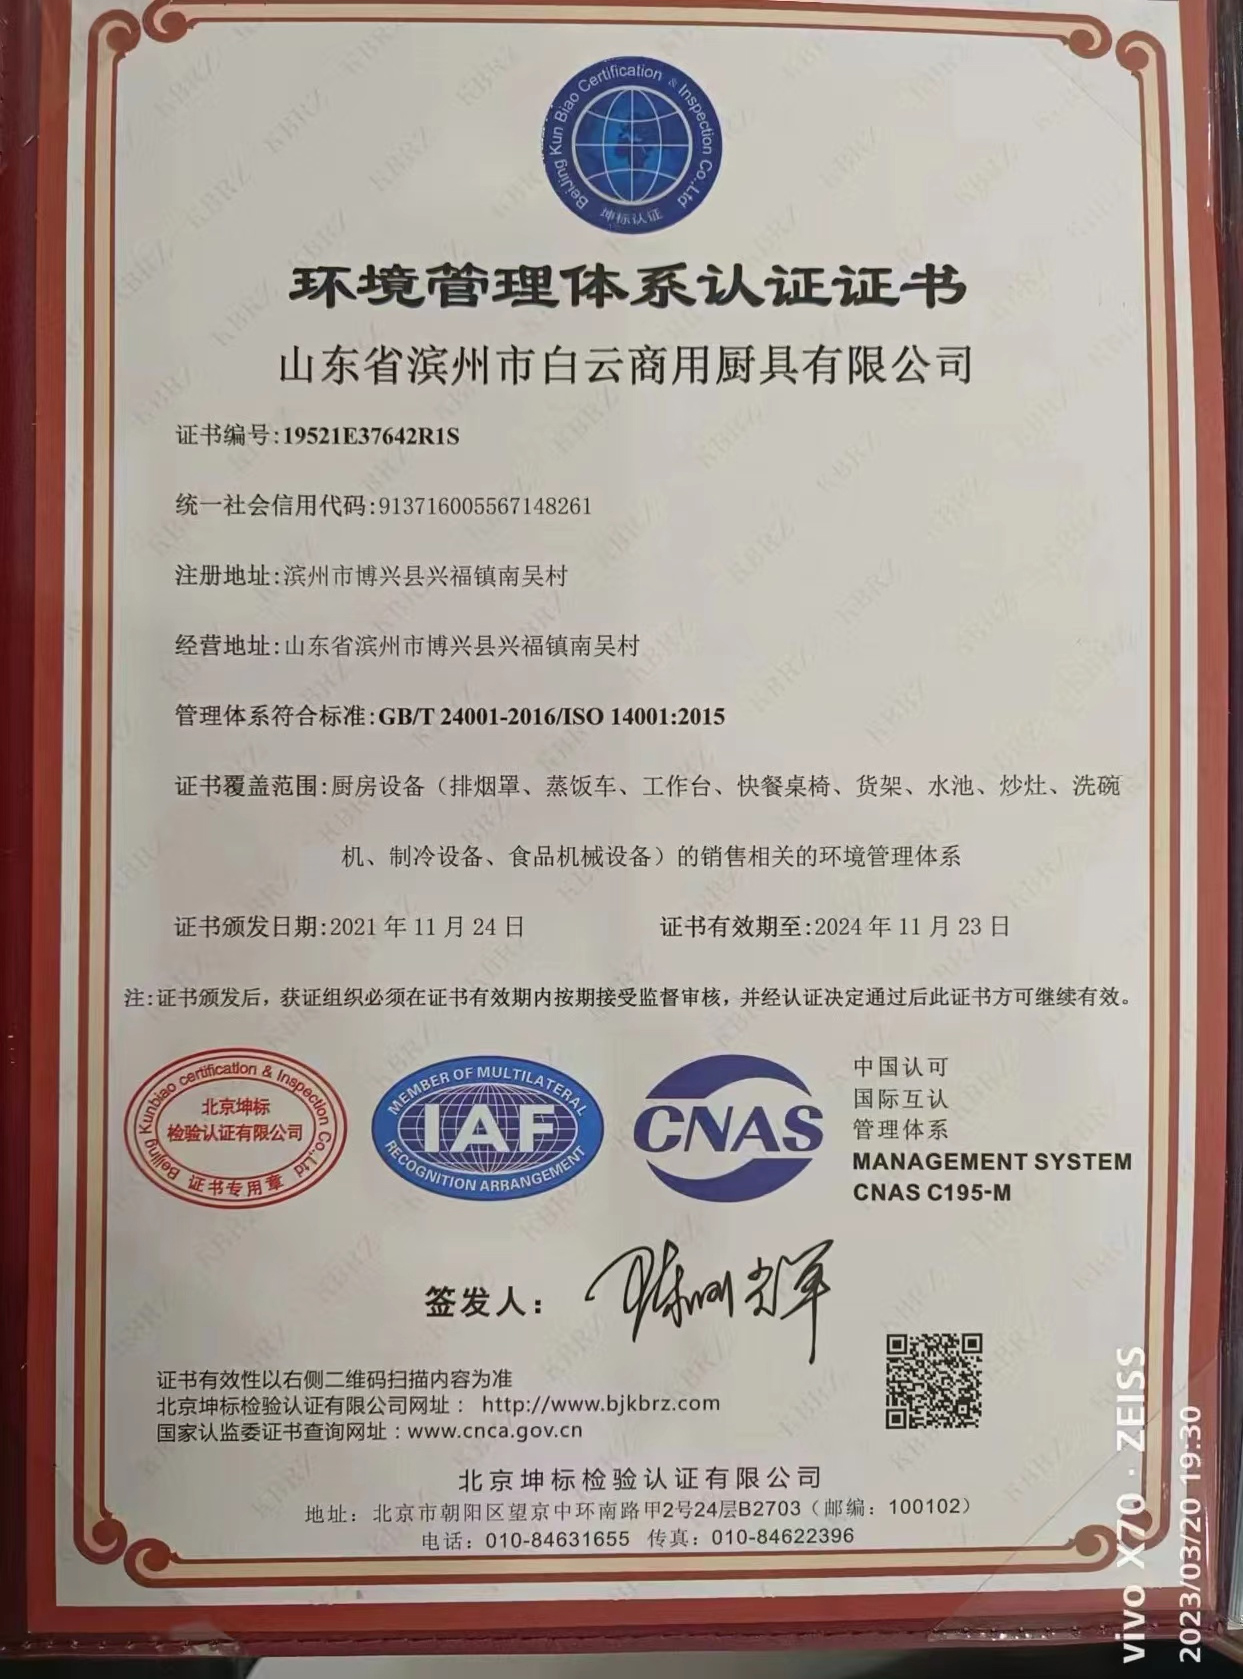 Beijing Kun Biao Certification & Inspection Co.,Ltd
坤标认证
环境管理体系认证证书
山东省滨州市白云商用厨具有限公司
证书编号:19521E37642R1S
统一社会信用代码:913716005567148261
注册地址:滨州市博兴县兴福镇南吴村
经营地址:山东省滨州市博兴县兴福镇南吴村
管理体系符合标准:GB/T 24001-2016/ISO 14001:2015
证书覆盖范围:厨房设备（排烟罩、蒸饭车、工作台、快餐桌椅、货架、水池、炒灶、洗碗
机、制冷设备、食品机械设备）的销售相关的环境管理体系
证书颁发日期:2021 年 11 月 24 日 证书有效期至:2024 年 11 月 23 日
注:证书颁发后，获证组织必须在证书有效期内按期接受监督审核，并经认证决定通过后此证书方可继续有效。
Beijing Kunbiao certification & Inspection Co.,Ltd
北京坤标
检验认证有限公司
证书专用章
MEMBER OF MULTILATERAL
IAF
RECOGNITION ARRANGEMENT
CNAS
中国认可
国际互认
管理体系
MANAGEMENT SYSTEM
CNAS C195-M
签发人：
证书有效性以右侧二维码扫描内容为准
北京坤标检验认证有限公司网址： http://www.bjkbrz.com
国家认监委证书查询网址：www.cnca.gov.cn
北京坤标检验认证有限公司
地址：北京市朝阳区望京中环南路甲2号24层B2703（邮编：100102）
电话：010-84631655 传真：010-84622396
vivo X70 · ZEISS
2023/03/20 19:30